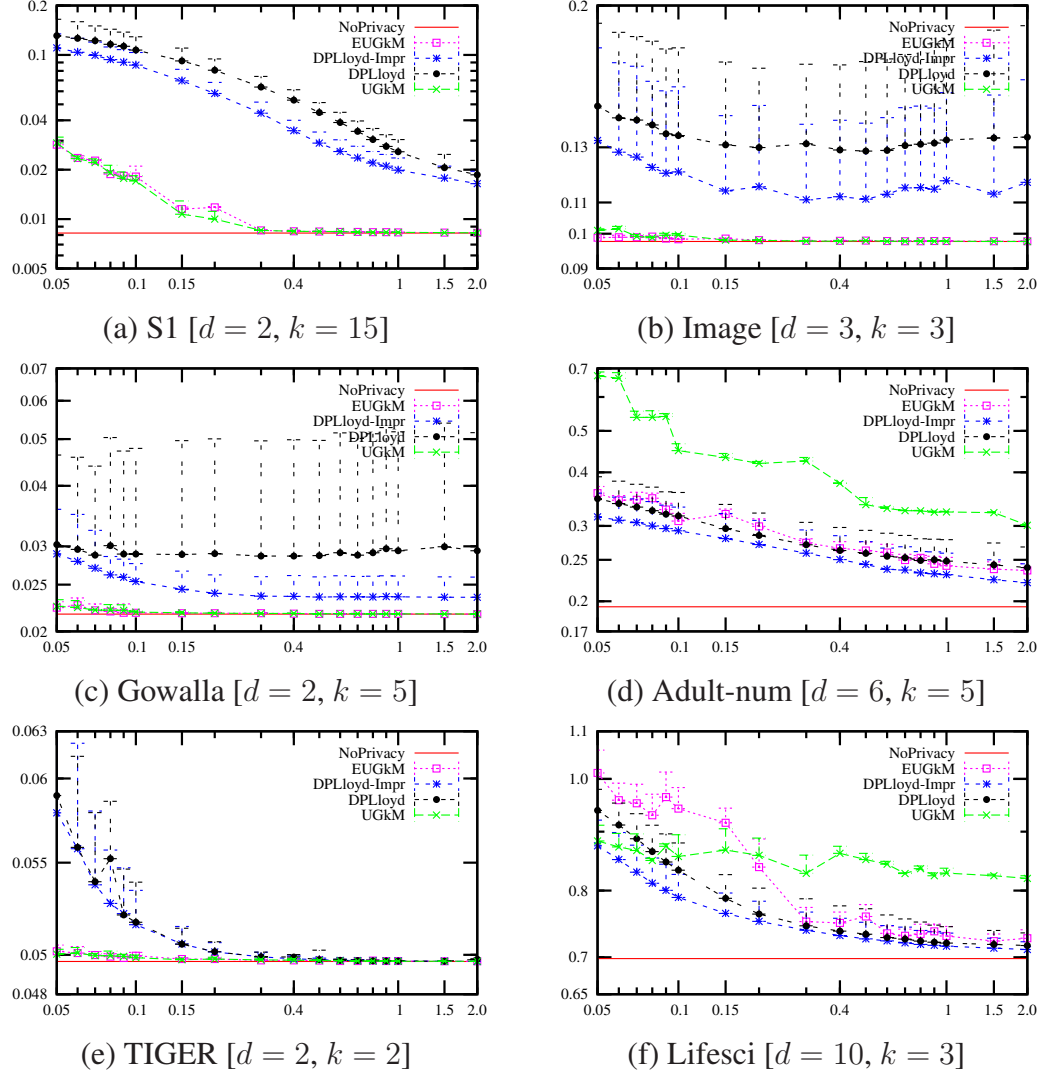 0.2
0.1
0.04
0.02
0.01
0.005
0.05 0.1 0.15 0.4 1 1.5 2.0
NoPrivacy
EUGkM
DPLloyd-Impr
DPLloyd
UGkM
(a) S1 [d = 2, k = 15]
0.2
0.13
0.11
0.1
0.09
0.05 0.1 0.15 0.4 1 1.5 2.0
NoPrivacy
EUGkM
DPLloyd-Impr
DPLloyd
UGkM
(b) Image [d = 3, k = 3]
0.07
0.06
0.05
0.04
0.03
0.025
0.02
0.05 0.1 0.15 0.4 1 1.5 2.0
NoPrivacy
EUGkM
DPLloyd-Impr
DPLloyd
UGkM
(c) Gowalla [d = 2, k = 5]
0.7
0.5
0.4
0.3
0.25
0.2
0.17
0.05 0.1 0.15 0.4 1 1.5 2.0
NoPrivacy
EUGkM
DPLloyd-Impr
DPLloyd
UGkM
(d) Adult-num [d = 6, k = 5]
0.063
0.06
0.055
0.05
0.048
0.05 0.1 0.15 0.4 1 1.5 2.0
NoPrivacy
EUGkM
DPLloyd-Impr
DPLloyd
UGkM
(e) TIGER [d = 2, k = 2]
1.1
1.0
0.8
0.7
0.65
0.05 0.1 0.15 0.4 1 1.5 2.0
NoPrivacy
EUGkM
DPLloyd-Impr
DPLloyd
UGkM
(f) Lifesci [d = 10, k = 3]